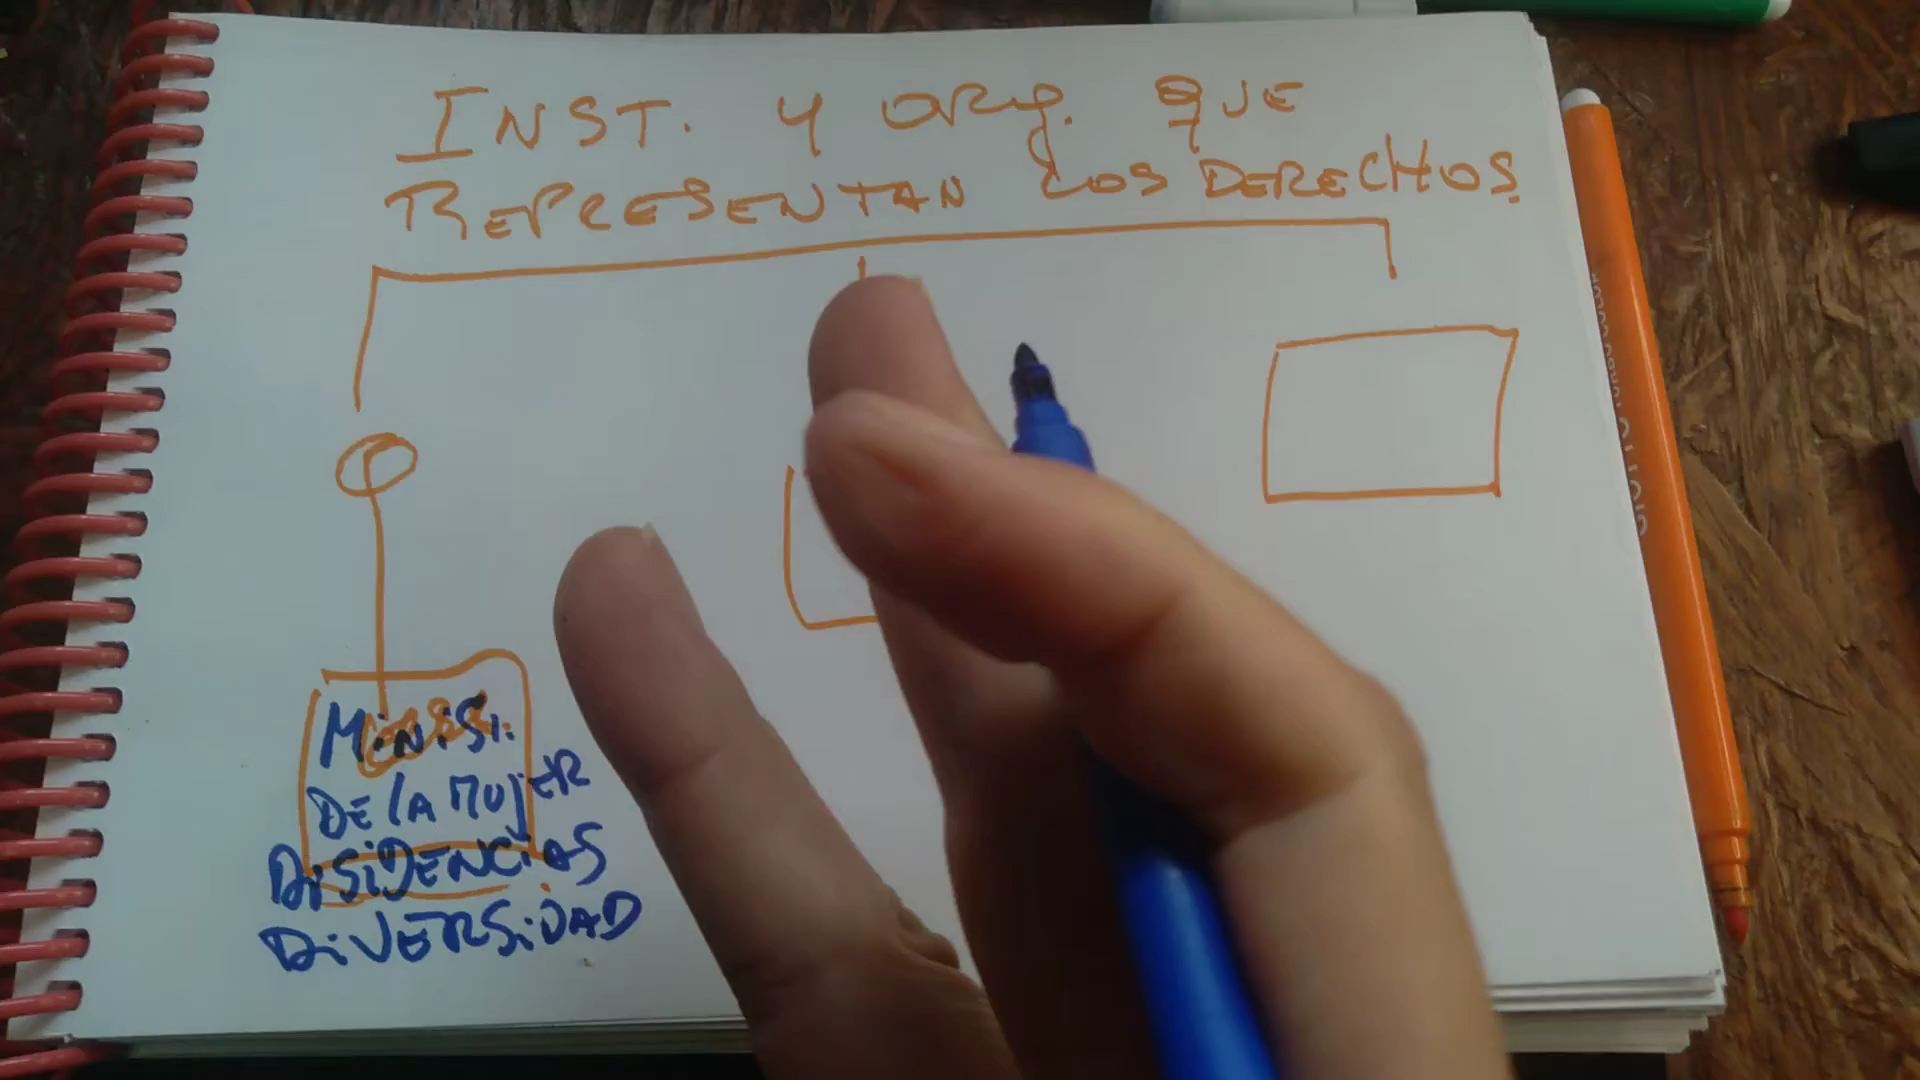 INST. Y ORG. QUE
REPRESENTAN LOS DERECHOS.
MINIST.
DE LA MUJER
DISIDENCIAS
DIVERSIDAD